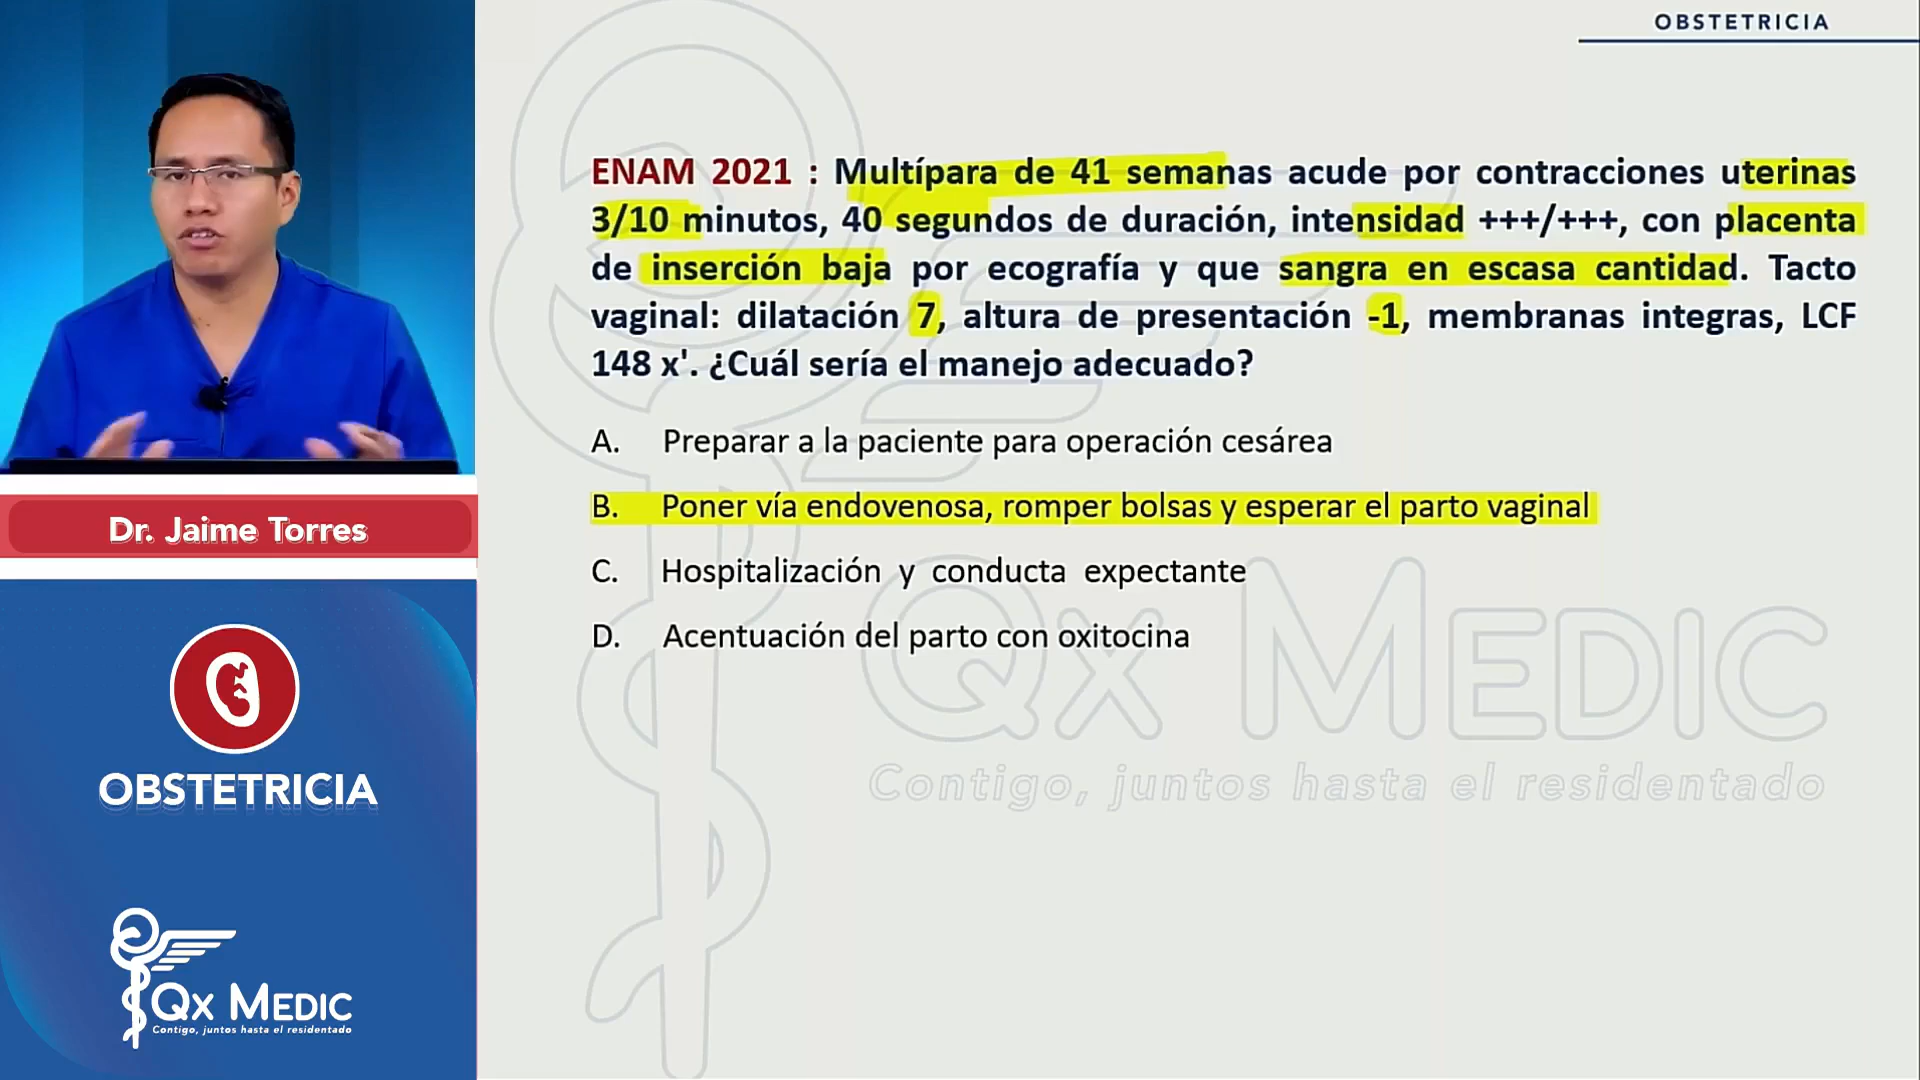 OBSTETRICIA
ENAM 2021 : Multípara de 41 semanas acude por contracciones uterinas
3/10 minutos, 40 segundos de duración, intensidad +++/+++, con placenta
de inserción baja por ecografía y que sangra en escasa cantidad. Tacto
vaginal: dilatación 7, altura de presentación -1, membranas integras, LCF
148 x'. ¿Cuál sería el manejo adecuado?
A. Preparar a la paciente para operación cesárea
B. Poner vía endovenosa, romper bolsas y esperar el parto vaginal
C. Hospitalización y conducta expectante
D. Acentuación del parto con oxitocina
QX MEDIC
Contigo, juntos hasta el residentado
Dr. Jaime Torres
OBSTETRICIA
QX MEDIC
Contigo, juntos hasta el residentado